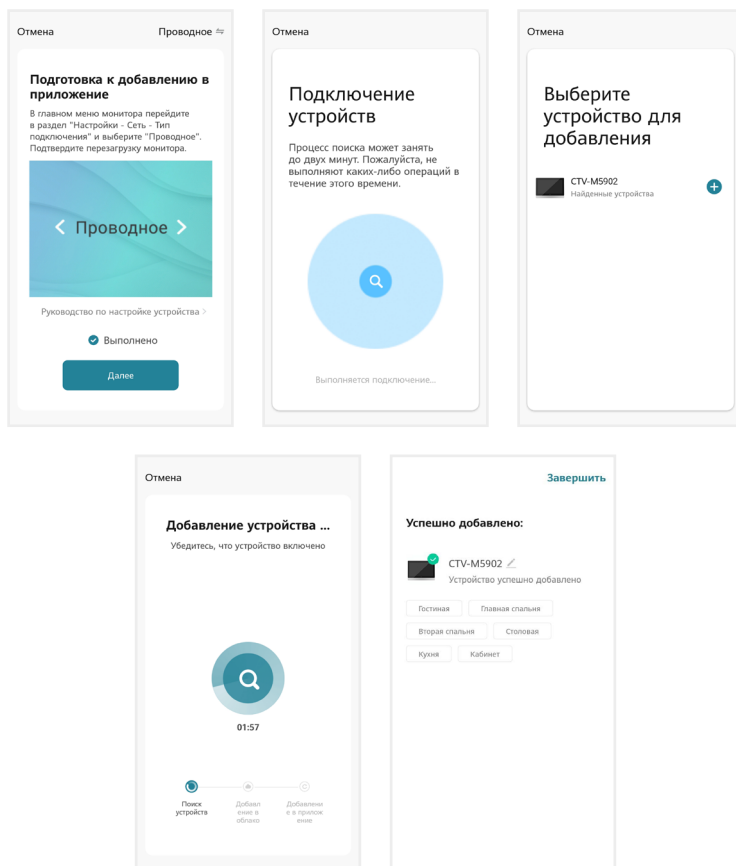 Отмена
Проводное
Подготовка к добавлению в
приложение
В главном меню монитора перейдите
в раздел "Настройки - Сеть - Тип
подключения" и выберите "Проводное".
Подтвердите перезагрузку монитора.
Проводное
Руководство по настройке устройства
Выполнено
Далее
Отмена
Подключение
устройств
Процесс поиска может занять
до двух минут. Пожалуйста, не
выполняют каких-либо операций в
течение этого времени.
Выполняется подключение...
Отмена
Выберите
устройство для
добавления
CTV-M5902
Найденные устройства
Отмена
Добавление устройства ...
Убедитесь, что устройство включено
01:57
Поиск
устройств
Добавл
ение в
облако
Добавлени
е в прилож
ение
Завершить
Успешно добавлено:
CTV-M5902
Устройство успешно добавлено
Гостиная
Главная спальня
Вторая спальня
Столовая
Кухня
Кабинет